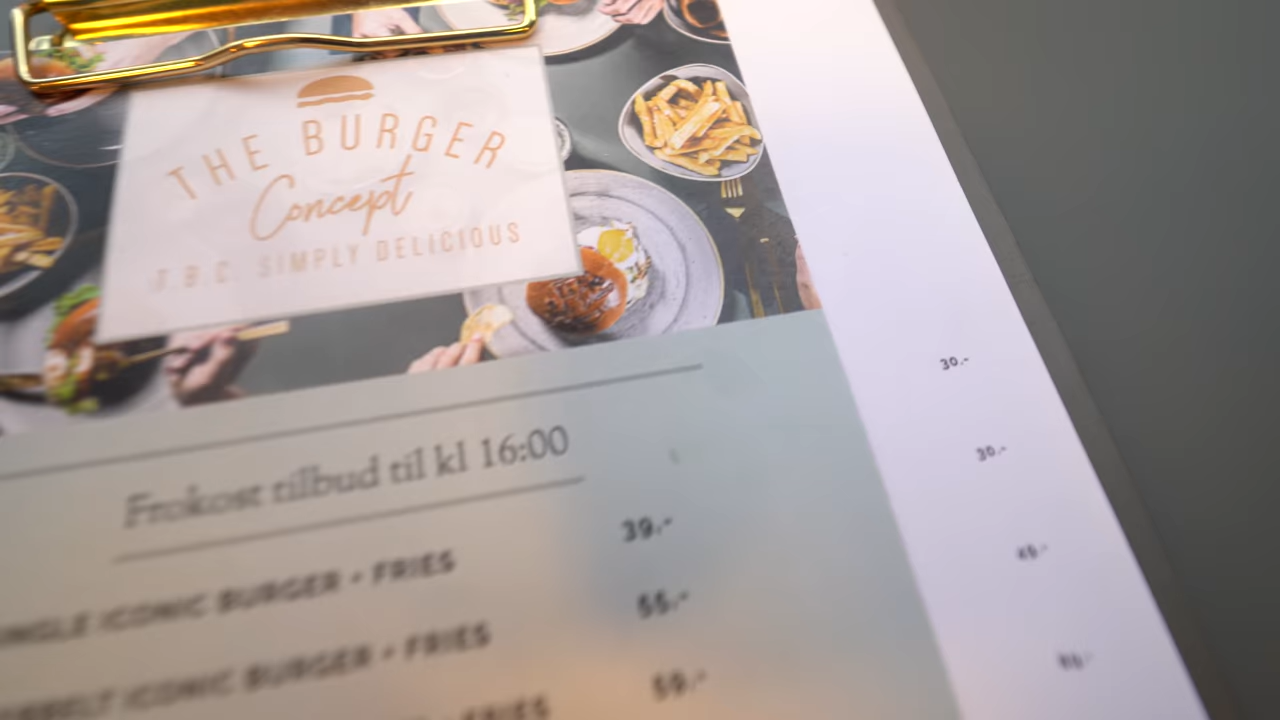 THE BURGER
Concept
T.B.C. SIMPLY DELICIOUS
Frokost tilbud til kl 16:00
ICONIC BURGER + FRIES 39.-
ICONIC BURGER + FRIES 55.-
FRIES 59.-
30.-
30.-